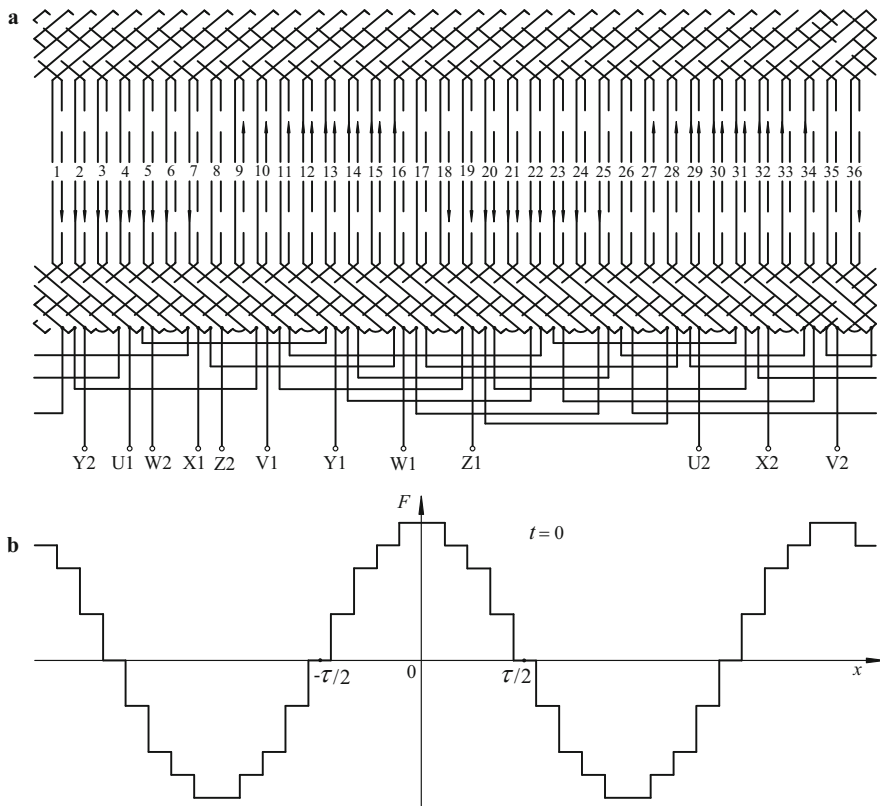 a
1 2 3 4 5 6 7 8 9 10 11 12 13 14 15 16 17 18 19 20 21 22 23 24 25 26 27 28 29 30 31 32 33 34 35 36
Y2 U1 W2 X1 Z2 V1 Y1 W1 Z1 U2 X2 V2
b
F
t = 0
-τ/2 0 τ/2 x